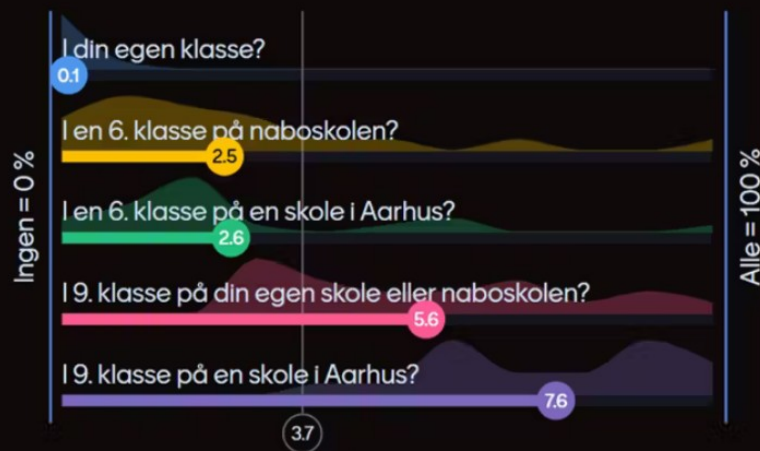 I din egen klasse?
0.1
I en 6. klasse på naboskolen?
2.5
I en 6. klasse på en skole i Aarhus?
2.6
I 9. klasse på din egen skole eller naboskolen?
5.6
I 9. klasse på en skole i Aarhus?
7.6
3.7
Ingen = 0 %
Alle = 100 %